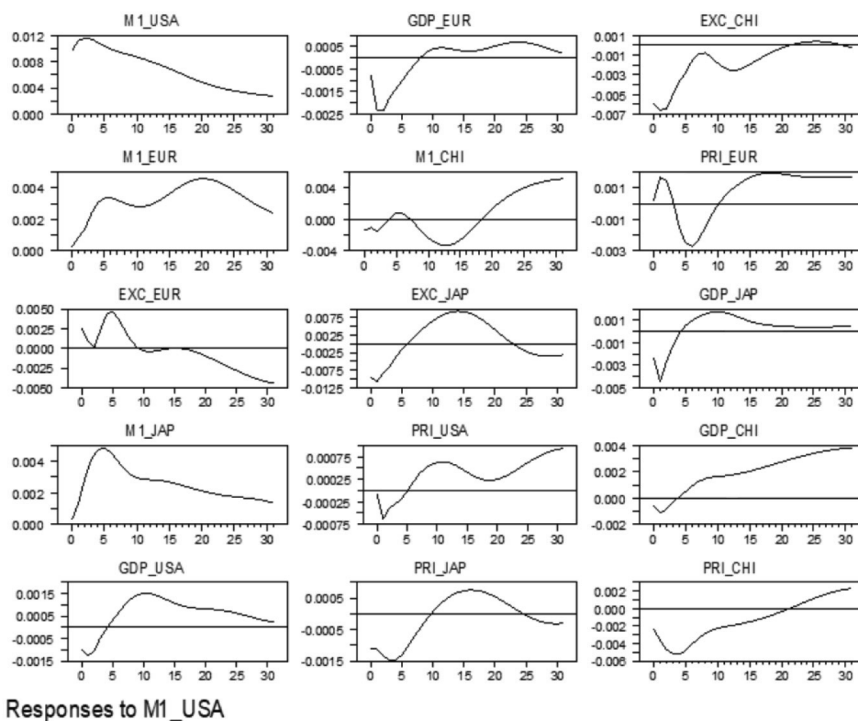 M1_USA GDP_EUR EXC_CHI
0.012 0.0005 0.001
0.008 -0.0005 -0.001
-0.003
0.004 -0.0015 -0.005
0.000 -0.0025 -0.007
0 5 10 15 20 25 30 0 5 10 15 20 25 30 0 5 10 15 20 25 30
M1_EUR M1_CHI PRI_EUR
0.004 0.004 0.001
0.002 0.000 -0.001
0.000 -0.004 -0.003
0 5 10 15 20 25 30 0 5 10 15 20 25 30 0 5 10 15 20 25 30
EXC_EUR EXC_JAP GDP_JAP
0.0050 0.0075 0.001
0.0025 0.0025 -0.001
0.0000 -0.0025
-0.0025 -0.0075 -0.003
-0.0050 -0.0125 -0.005
0 5 10 15 20 25 30 0 5 10 15 20 25 30 0 5 10 15 20 25 30
M1_JAP PRI_USA GDP_CHI
0.004 0.00075 0.004
0.00025 0.002
0.002 -0.00025 0.000
0.000 -0.00075 -0.002
0 5 10 15 20 25 30 0 5 10 15 20 25 30 0 5 10 15 20 25 30
GDP_USA PRI_JAP PRI_CHI
0.0015 0.0005 0.002
0.0005 0.000
-0.0005 -0.0005 -0.002
-0.004
-0.0015 -0.0015 -0.006
0 5 10 15 20 25 30 0 5 10 15 20 25 30 0 5 10 15 20 25 30
Responses to M1_USA